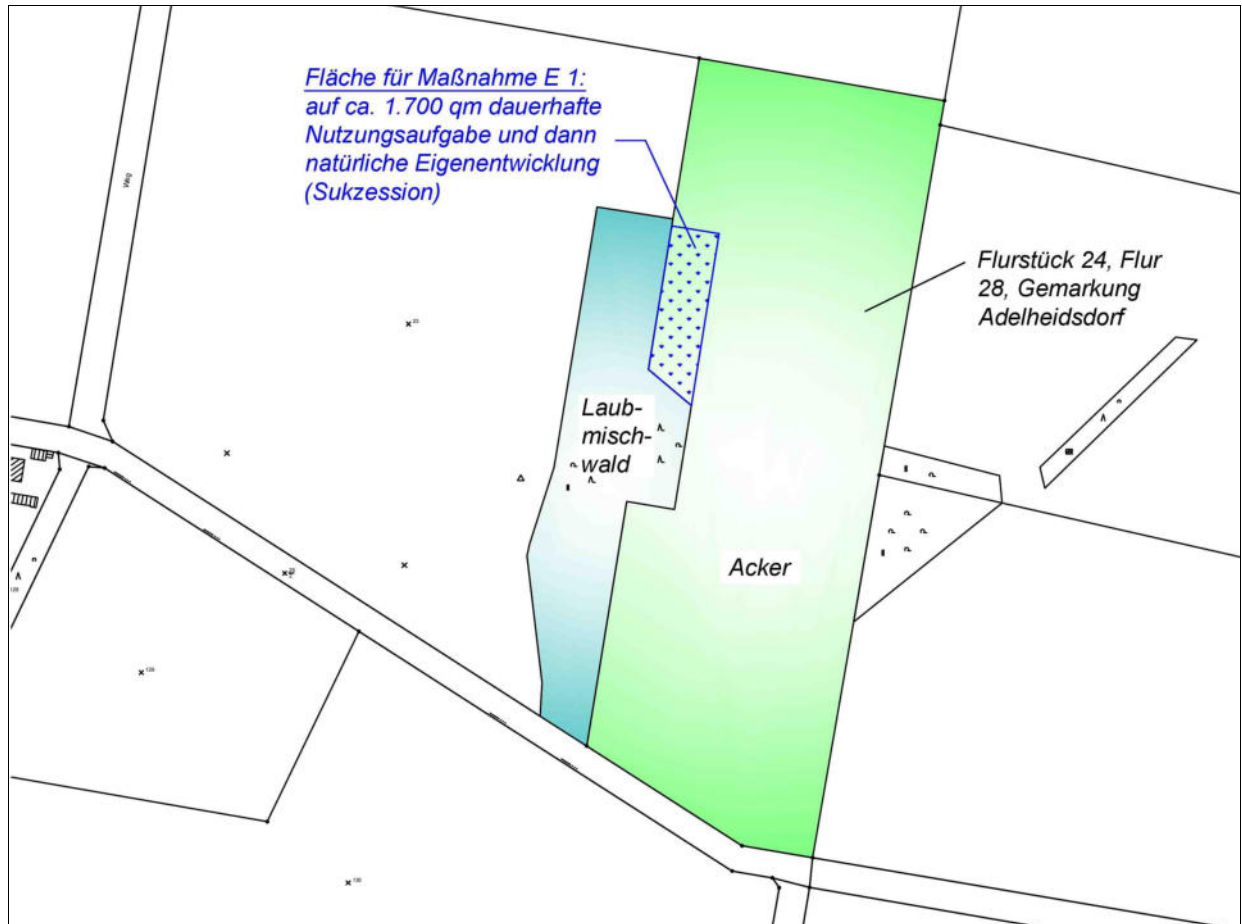 Fläche für Maßnahme E 1:
auf ca. 1.700 qm dauerhafte
Nutzungsaufgabe und dann
natürliche Eigenentwicklung
(Sukzession)
Weg
Flurstück 24, Flur
28, Gemarkung
Adelheidsdorf
Laub-
misch-
wald
Acker